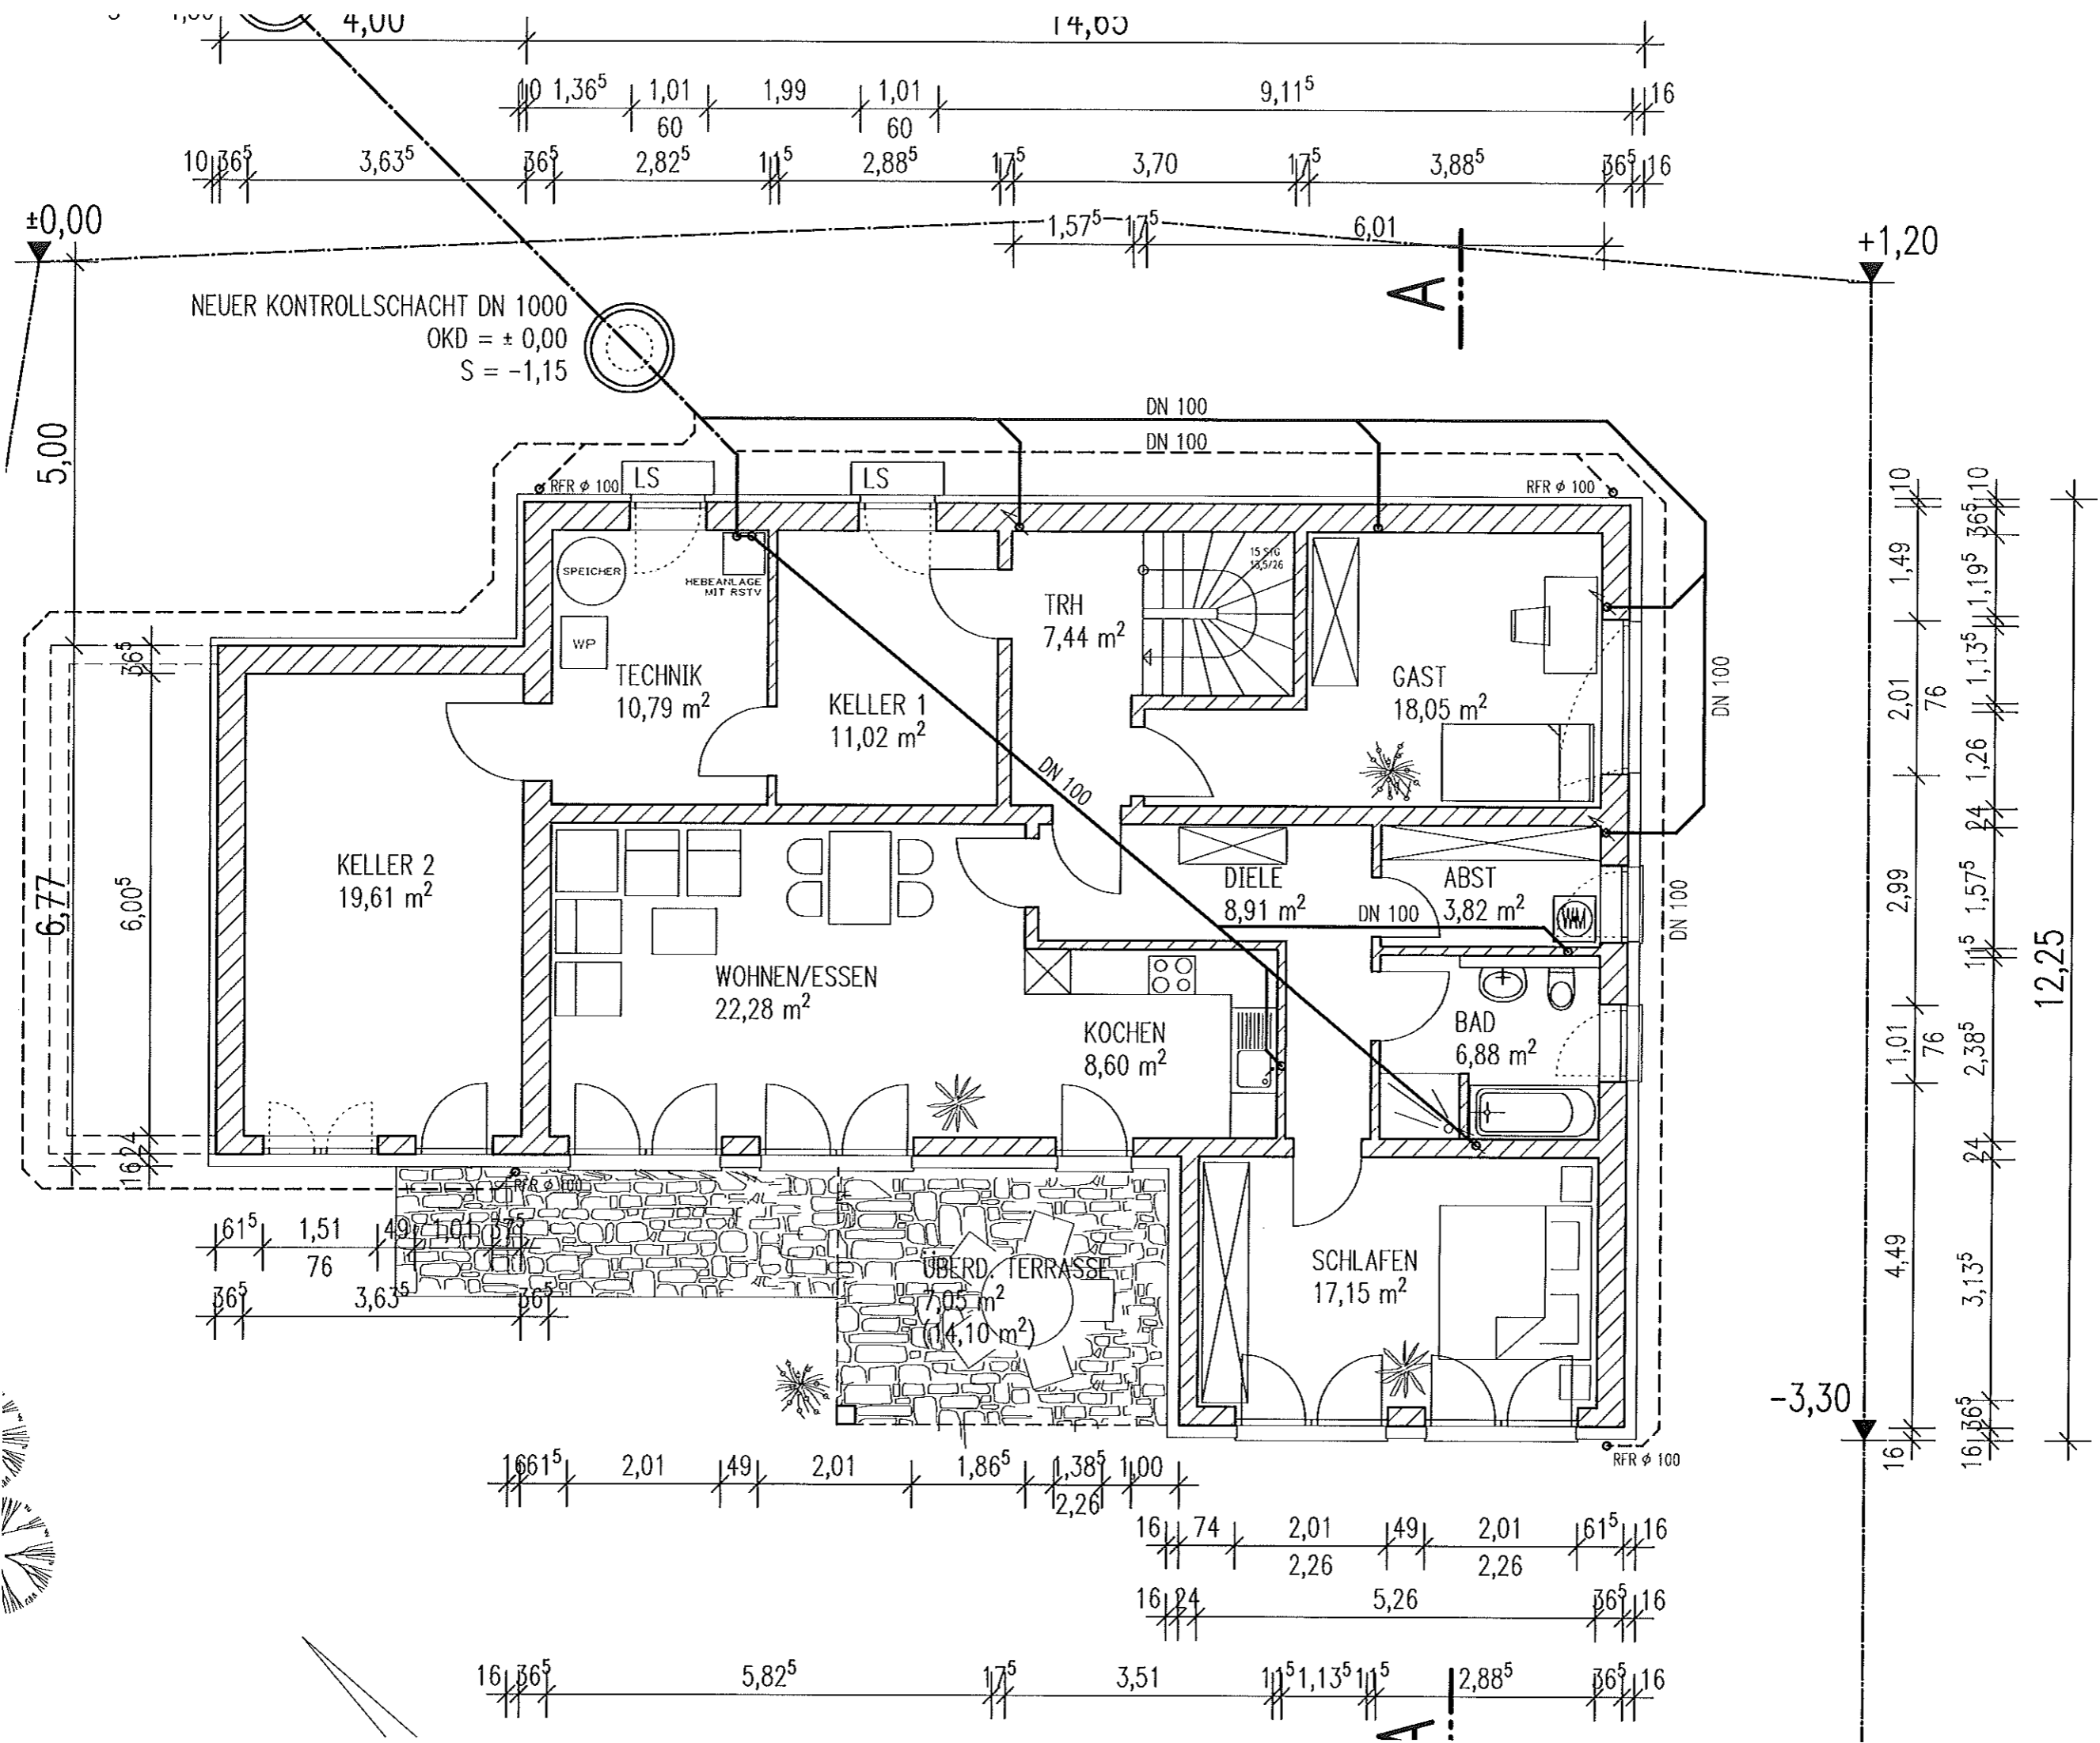 4,00
14,65
10 1,36⁵ 1,01 1,99 1,01 9,11⁵ 16
60 60
10 36⁵ 3,63⁵ 36⁵ 2,82⁵ 11⁵ 2,88⁵ 17⁵ 3,70 17⁵ 3,88⁵ 36⁵ 16
±0,00
1,57⁵ 17⁵ 6,01
+1,20
A
NEUER KONTROLLSCHACHT DN 1000
OKD = ± 0,00
S = -1,15
5,00
DN 100
DN 100
LS
LS
RFR ø 100
RFR ø 100
SPEICHER
HEBEANLAGE
MIT RSTV
WP
TECHNIK
10,79 m²
KELLER 1
11,02 m²
TRH
7,44 m²
15 STG
GAST
18,05 m²
DN 100
DN 100
KELLER 2
19,61 m²
DIELE
8,91 m²
ABST
3,82 m²
WM
DN 100
DN 100
WOHNEN/ESSEN
22,28 m²
KOCHEN
8,60 m²
BAD
6,88 m²
RFR ø 100
ÜBERD. TERRASSE
7,05 m²
(14,10 m²)
SCHLAFEN
17,15 m²
-3,30
RFR ø 100
6,77
36⁵
6,00⁵
24
16
10
1,49
2,01
76
2,99
1,01
76
4,49
16
10
36⁵
1,19⁵
1,13⁵
1,26
24
1,57⁵
11⁵
2,38⁵
24
3,13⁵
36⁵
16
12,25
61⁵ 1,51 49 1,01 37⁵
76
36⁵ 3,63⁵ 36⁵
16 61⁵ 2,01 49 2,01 1,86⁵ 1,38⁵ 1,00
2,26
16 74 2,01 49 2,01 61⁵ 16
2,26 2,26
16 24 5,26 36⁵ 16
16 36⁵ 5,82⁵ 17⁵ 3,51 11⁵ 1,13⁵ 11⁵ 2,88⁵ 36⁵ 16
A